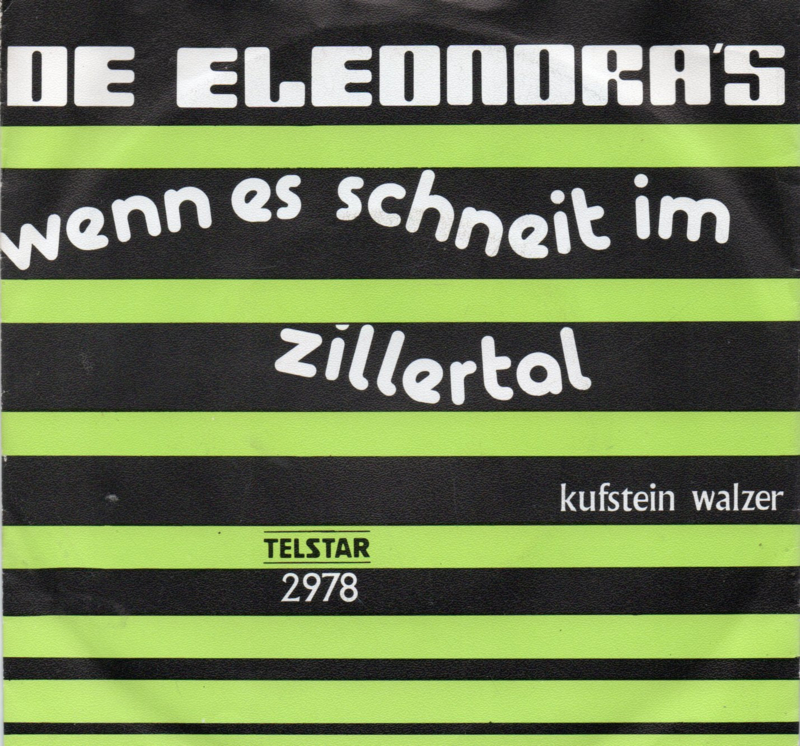 DE ELEONORA'S
wenn es schneit im
zillertal
kufstein walzer
TELSTAR
2978